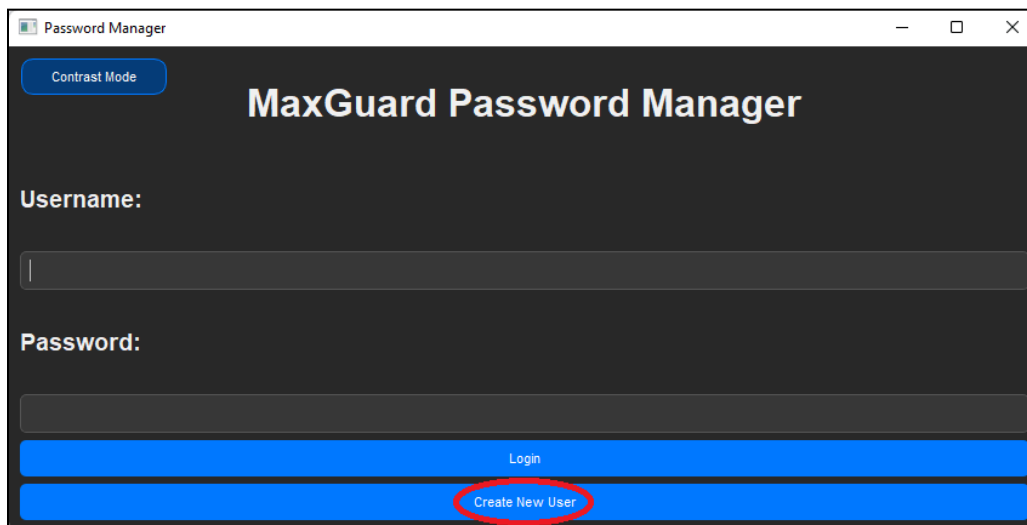 Password Manager
Contrast Mode
MaxGuard Password Manager
Username:
Password:
Login
Create New User